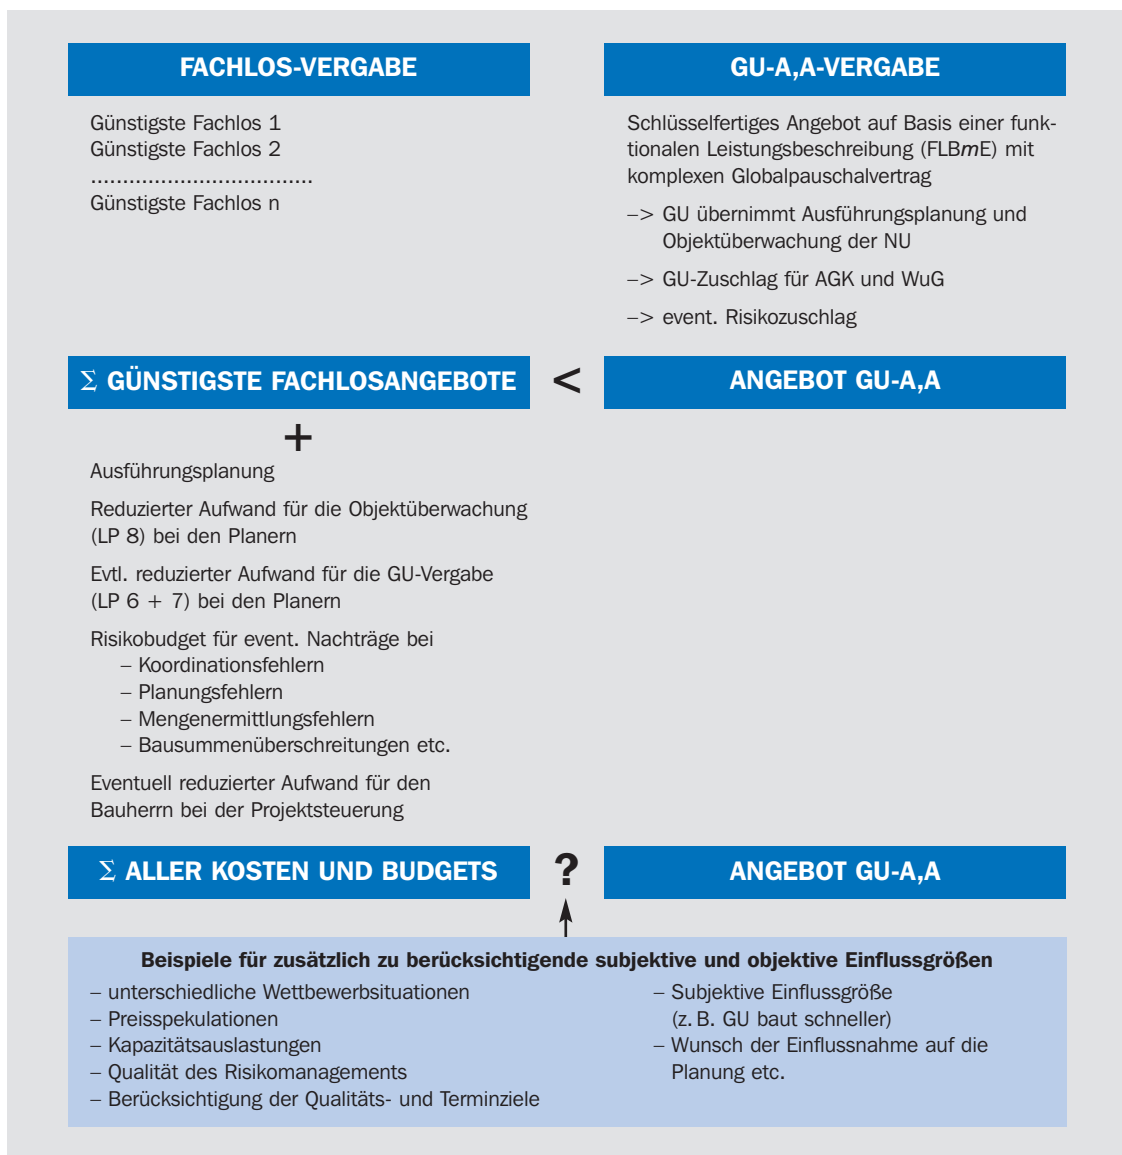 FACHLOS-VERGABE
Günstigste Fachlos 1
Günstigste Fachlos 2
...................................
Günstigste Fachlos n
GU-A,A-VERGABE
Schlüsselfertiges Angebot auf Basis einer funk-
tionalen Leistungsbeschreibung (FLBmE) mit
komplexen Globalpauschalvertrag
–> GU übernimmt Ausführungsplanung und
Objektüberwachung der NU
–> GU-Zuschlag für AGK und WuG
–> event. Risikozuschlag
Σ GÜNSTIGSTE FACHLOSANGEBOTE
<
ANGEBOT GU-A,A
+
Ausführungsplanung
Reduzierter Aufwand für die Objektüberwachung
(LP 8) bei den Planern
Evtl. reduzierter Aufwand für die GU-Vergabe
(LP 6 + 7) bei den Planern
Risikobudget für event. Nachträge bei
– Koordinationsfehlern
– Planungsfehlern
– Mengenermittlungsfehlern
– Bausummenüberschreitungen etc.
Eventuell reduzierter Aufwand für den
Bauherrn bei der Projektsteuerung
Σ ALLER KOSTEN UND BUDGETS
?
ANGEBOT GU-A,A
Beispiele für zusätzlich zu berücksichtigende subjektive und objektive Einflussgrößen
– unterschiedliche Wettbewerbsituationen
– Preisspekulationen
– Kapazitätsauslastungen
– Qualität des Risikomanagements
– Berücksichtigung der Qualitäts- und Terminziele
– Subjektive Einflussgröße
(z. B. GU baut schneller)
– Wunsch der Einflussnahme auf die
Planung etc.